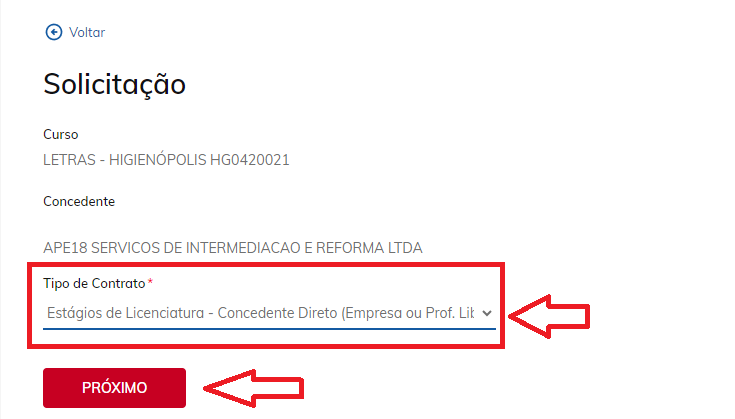 Voltar
Solicitação
Curso
LETRAS - HIGIENÓPOLIS HG0420021
Concedente
APE18 SERVICOS DE INTERMEDIACAO E REFORMA LTDA
Tipo de Contrato*
Estágios de Licenciatura - Concedente Direto (Empresa ou Prof. Lib
PRÓXIMO